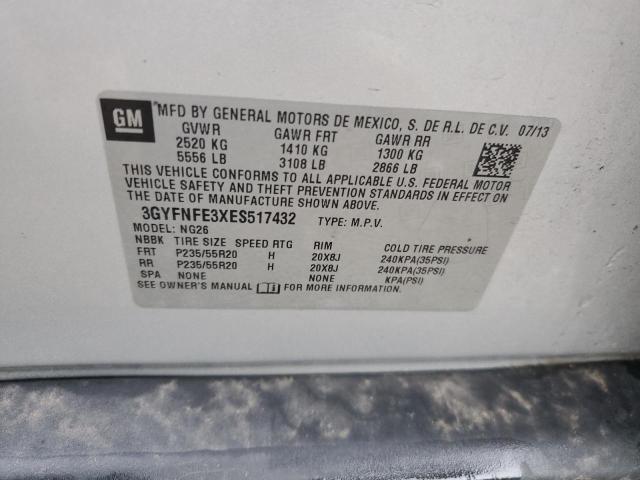 GM MFD BY GENERAL MOTORS DE MEXICO, S. DE R.L. DE C.V. 07/13
GVWR GAWR FRT GAWR RR
2520 KG 1410 KG 1300 KG
5556 LB 3108 LB 2866 LB
THIS VEHICLE CONFORMS TO ALL APPLICABLE U.S. FEDERAL MOTOR
VEHICLE SAFETY AND THEFT PREVENTION STANDARDS IN EFFECT ON
THE DATE OF MANUFACTURE SHOWN ABOVE.
3GYFNFE3XES517432 TYPE: M.P.V.
MODEL: NG26
NBBK TIRE SIZE SPEED RTG RIM COLD TIRE PRESSURE
FRT P235/55R20 H 20X8J 240KPA(35PSI)
RR P235/55R20 H 20X8J 240KPA(35PSI)
SPA NONE NONE KPA(PSI)
SEE OWNER'S MANUAL FOR MORE INFORMATION.